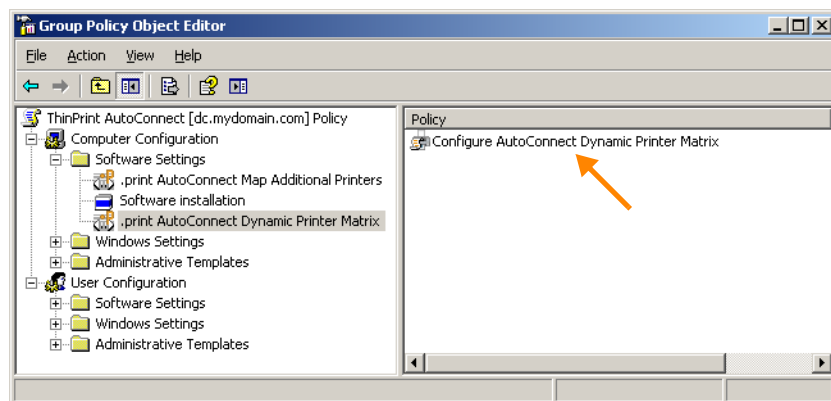 Group Policy Object Editor
File Action View Help
ThinPrint AutoConnect [dc.mydomain.com] Policy
Computer Configuration
Software Settings
.print AutoConnect Map Additional Printers
Software installation
.print AutoConnect Dynamic Printer Matrix
Windows Settings
Administrative Templates
User Configuration
Software Settings
Windows Settings
Administrative Templates
Policy
Configure AutoConnect Dynamic Printer Matrix